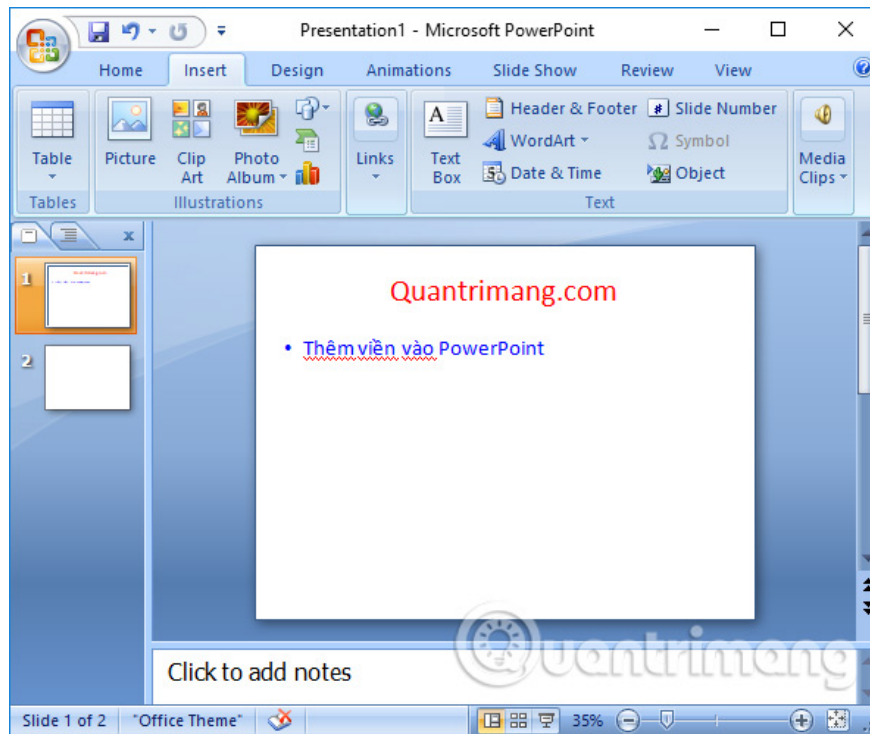 Presentation1 - Microsoft PowerPoint
Home Insert Design Animations Slide Show Review View
Table
Picture
Clip Art
Photo Album
Links
Text Box
Header & Footer
WordArt
Date & Time
Slide Number
Symbol
Object
Media Clips
Tables
Illustrations
Text
1
2
Quantrimang.com
• Thêm viền vào PowerPoint
Click to add notes
Quantrimang
Slide 1 of 2 "Office Theme" 35%